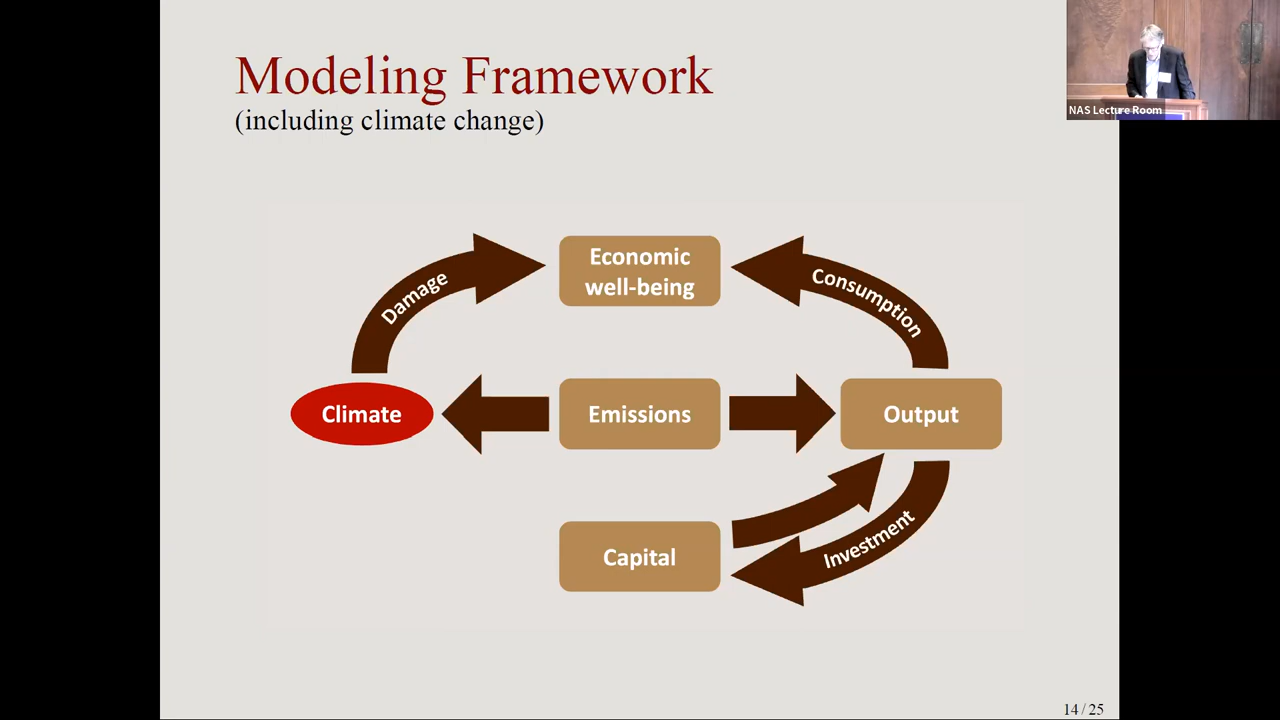 Modeling Framework
(including climate change)
NAS Lecture Room
Economic
well-being
Damage
Consumption
Climate
Emissions
Output
Capital
Investment
14 / 25